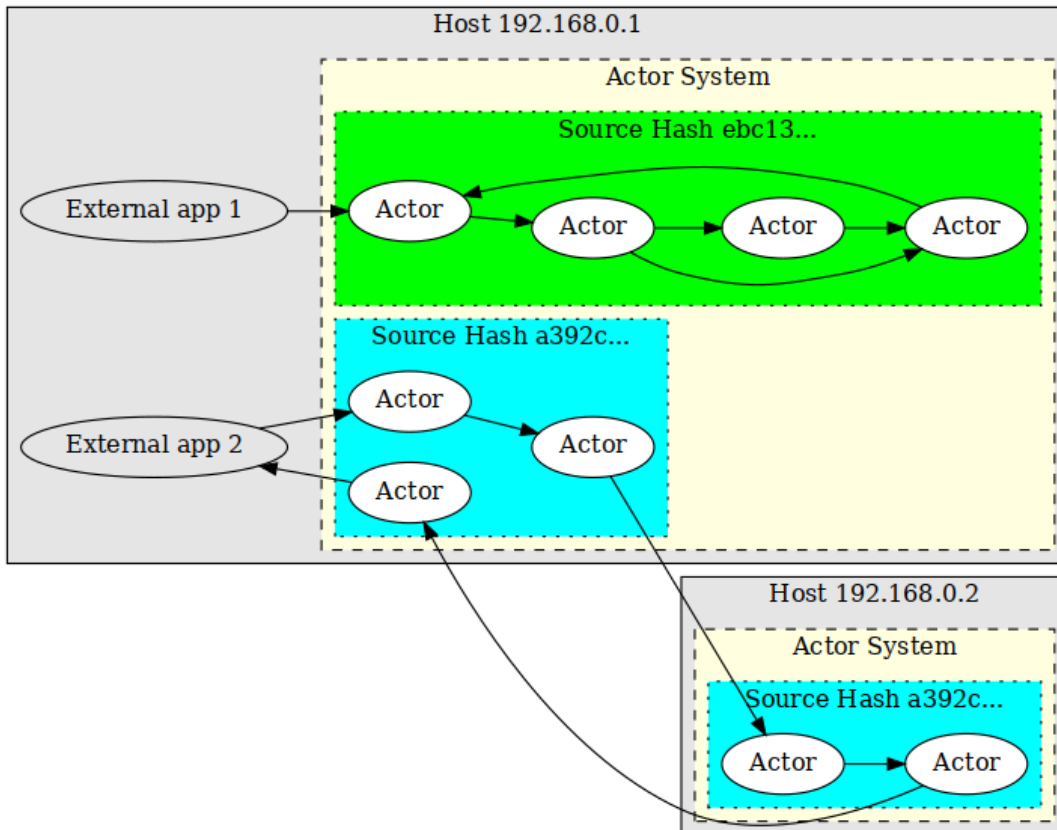 Host 192.168.0.1
Actor System
Source Hash ebc13...
External app 1
Actor
Actor
Actor
Actor
Source Hash a392c...
Actor
External app 2
Actor
Actor
Host 192.168.0.2
Actor System
Source Hash a392c...
Actor
Actor